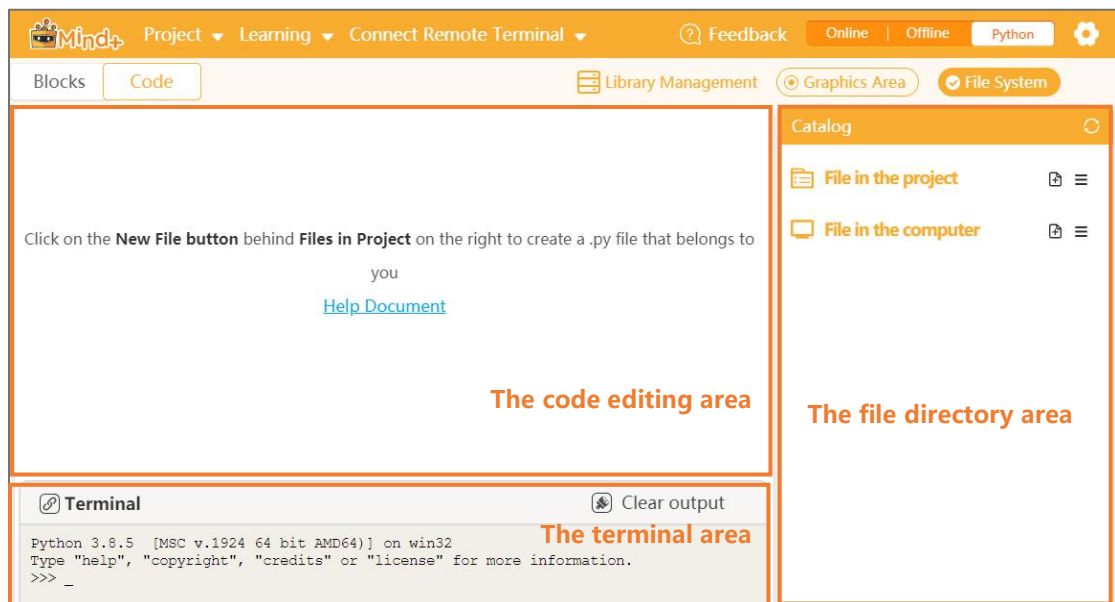 Mind+ Project Learning Connect Remote Terminal Feedback Online | Offline Python
Blocks Code Library Management Graphics Area File System
Catalog
File in the project
File in the computer
Click on the New File button behind Files in Project on the right to create a .py file that belongs to
you
Help Document
The code editing area
The file directory area
Terminal Clear output
The terminal area
Python 3.8.5 [MSC v.1924 64 bit AMD64)] on win32
Type "help", "copyright", "credits" or "license" for more information.
>>> _